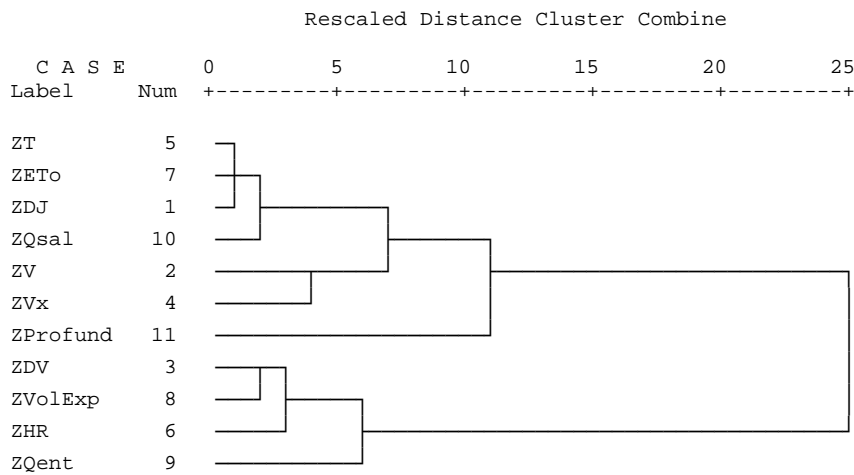 Rescaled Distance Cluster Combine
C A S E 0 5 10 15 20 25
Label Num +---------+---------+---------+---------+---------+
ZT 5
ZETo 7
ZDJ 1
ZQsal 10
ZV 2
ZVx 4
ZProfund 11
ZDV 3
ZVolExp 8
ZHR 6
ZQent 9